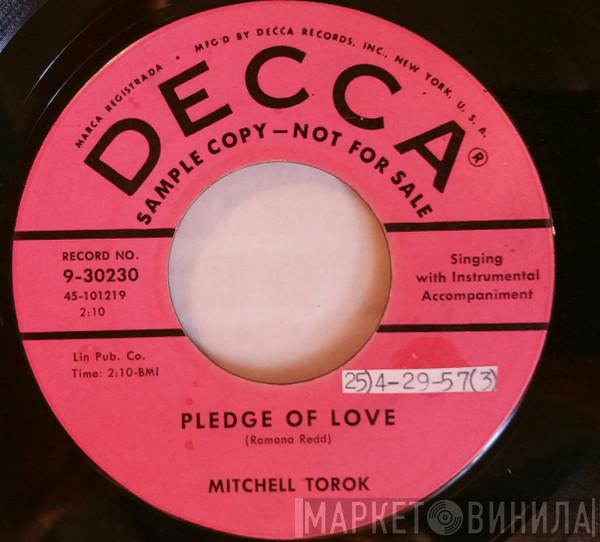 MARCA REGISTRADA • MFG'D BY DECCA RECORDS, INC., NEW YORK, U. S. A.
DECCA®
SAMPLE COPY—NOT FOR SALE
RECORD NO.
9-30230
45-101219
2:10
Singing
with Instrumental
Accompaniment
Lin Pub. Co.
Time: 2:10-BMI
25)4-29-57(3)
PLEDGE OF LOVE
(Ramona Redd)
MITCHELL TOROK
МАРКЕТ ВИНИЛА